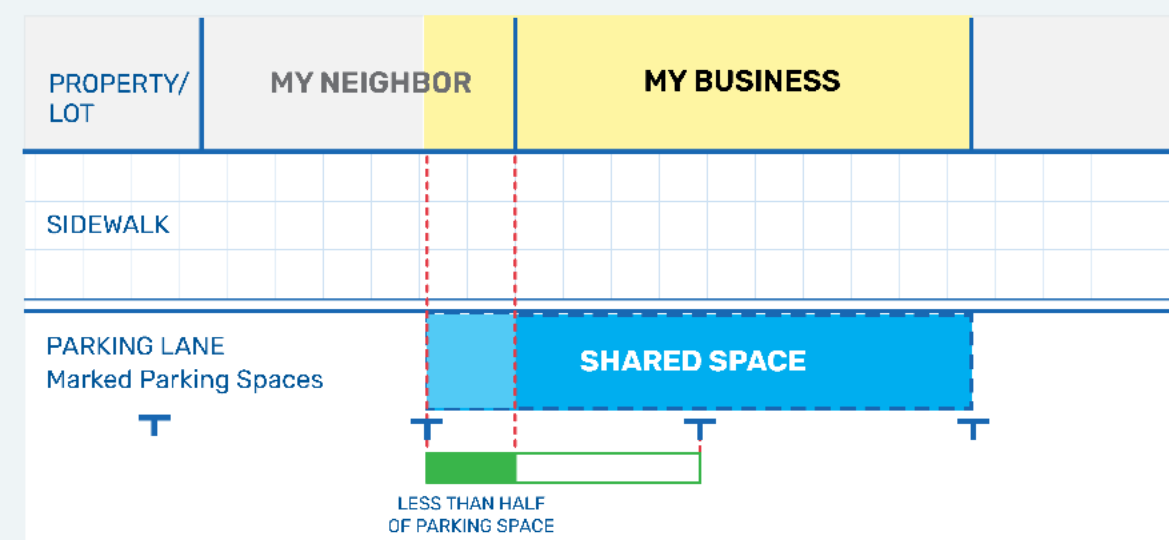 PROPERTY/
LOT
MY NEIGHBOR
MY BUSINESS
SIDEWALK
PARKING LANE
Marked Parking Spaces
SHARED SPACE
LESS THAN HALF
OF PARKING SPACE